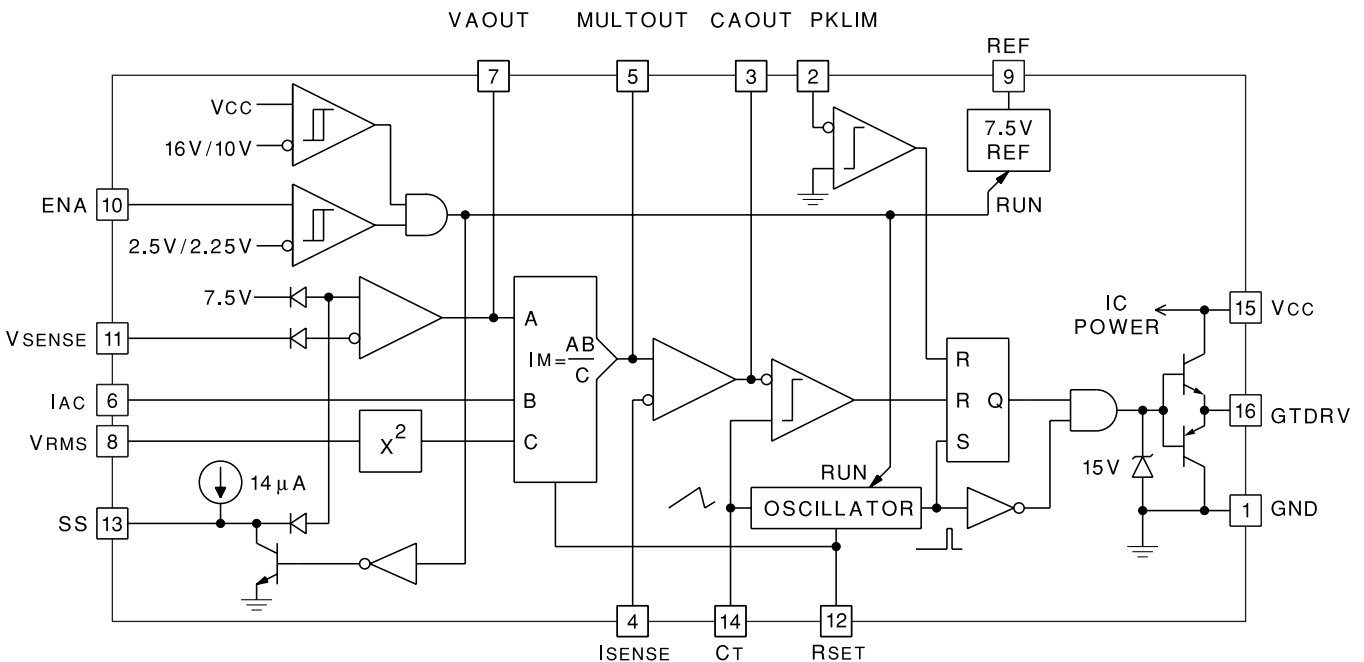 VAOUT MULTOUT CAOUT PKLIM
REF
7 5 3 2 9
VCC
16V/10V
7.5V
REF
ENA 10
RUN
2.5V/2.25V
7.5V
IC
POWER
15 VCC
VSENSE 11
A
IM=AB/C
R
IAC 6
B
R Q
16 GTDRV
VRMS 8
X²
C
S
15V
RUN
14 µA
SS 13
OSCILLATOR
1 GND
4 14 12
ISENSE CT RSET